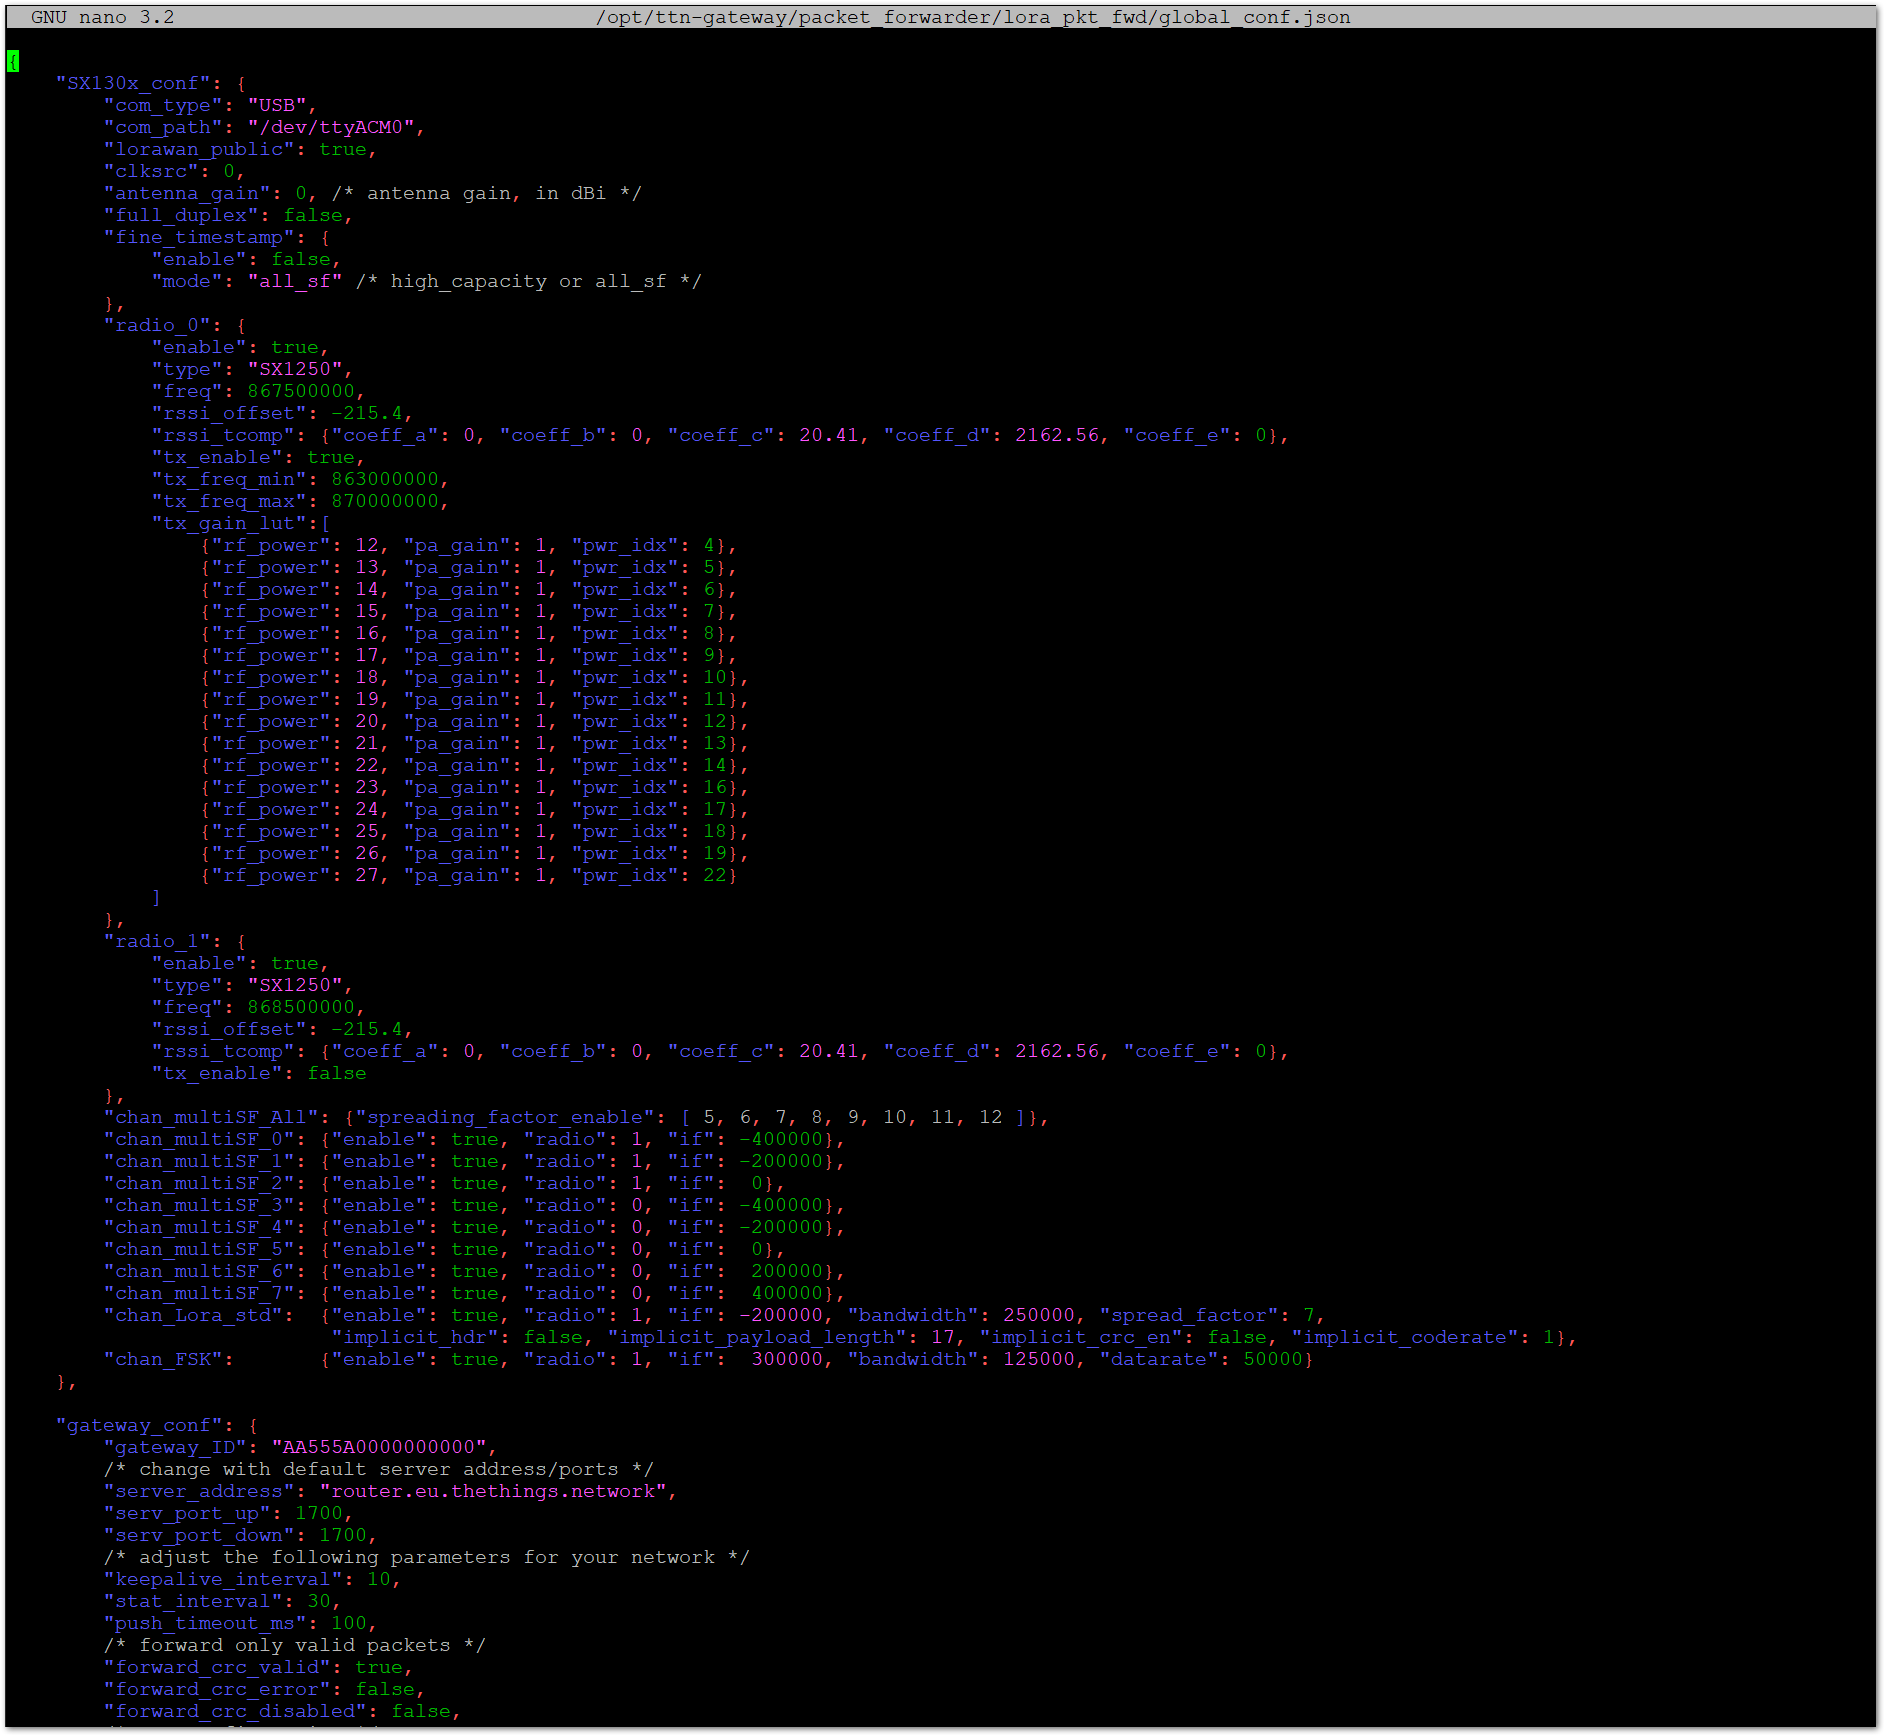 GNU nano 3.2 /opt/ttn-gateway/packet_forwarder/lora_pkt_fwd/global_conf.json
{
    "SX130x_conf": {
        "com_type": "USB",
        "com_path": "/dev/ttyACM0",
        "lorawan_public": true,
        "clksrc": 0,
        "antenna_gain": 0, /* antenna gain, in dBi */
        "full_duplex": false,
        "fine_timestamp": {
            "enable": false,
            "mode": "all_sf" /* high_capacity or all_sf */
        },
        "radio_0": {
            "enable": true,
            "type": "SX1250",
            "freq": 867500000,
            "rssi_offset": -215.4,
            "rssi_tcomp": {"coeff_a": 0, "coeff_b": 0, "coeff_c": 20.41, "coeff_d": 2162.56, "coeff_e": 0},
            "tx_enable": true,
            "tx_freq_min": 863000000,
            "tx_freq_max": 870000000,
            "tx_gain_lut":[
                {"rf_power": 12, "pa_gain": 1, "pwr_idx": 4},
                {"rf_power": 13, "pa_gain": 1, "pwr_idx": 5},
                {"rf_power": 14, "pa_gain": 1, "pwr_idx": 6},
                {"rf_power": 15, "pa_gain": 1, "pwr_idx": 7},
                {"rf_power": 16, "pa_gain": 1, "pwr_idx": 8},
                {"rf_power": 17, "pa_gain": 1, "pwr_idx": 9},
                {"rf_power": 18, "pa_gain": 1, "pwr_idx": 10},
                {"rf_power": 19, "pa_gain": 1, "pwr_idx": 11},
                {"rf_power": 20, "pa_gain": 1, "pwr_idx": 12},
                {"rf_power": 21, "pa_gain": 1, "pwr_idx": 13},
                {"rf_power": 22, "pa_gain": 1, "pwr_idx": 14},
                {"rf_power": 23, "pa_gain": 1, "pwr_idx": 16},
                {"rf_power": 24, "pa_gain": 1, "pwr_idx": 17},
                {"rf_power": 25, "pa_gain": 1, "pwr_idx": 18},
                {"rf_power": 26, "pa_gain": 1, "pwr_idx": 19},
                {"rf_power": 27, "pa_gain": 1, "pwr_idx": 22}
            ]
        },
        "radio_1": {
            "enable": true,
            "type": "SX1250",
            "freq": 868500000,
            "rssi_offset": -215.4,
            "rssi_tcomp": {"coeff_a": 0, "coeff_b": 0, "coeff_c": 20.41, "coeff_d": 2162.56, "coeff_e": 0},
            "tx_enable": false
        },
        "chan_multiSF_All": {"spreading_factor_enable": [ 5, 6, 7, 8, 9, 10, 11, 12 ]},
        "chan_multiSF_0": {"enable": true, "radio": 1, "if": -400000},
        "chan_multiSF_1": {"enable": true, "radio": 1, "if": -200000},
        "chan_multiSF_2": {"enable": true, "radio": 1, "if":  0},
        "chan_multiSF_3": {"enable": true, "radio": 0, "if": -400000},
        "chan_multiSF_4": {"enable": true, "radio": 0, "if": -200000},
        "chan_multiSF_5": {"enable": true, "radio": 0, "if":  0},
        "chan_multiSF_6": {"enable": true, "radio": 0, "if":  200000},
        "chan_multiSF_7": {"enable": true, "radio": 0, "if":  400000},
        "chan_Lora_std":  {"enable": true, "radio": 1, "if": -200000, "bandwidth": 250000, "spread_factor": 7,
                           "implicit_hdr": false, "implicit_payload_length": 17, "implicit_crc_en": false, "implicit_coderate": 1},
        "chan_FSK":       {"enable": true, "radio": 1, "if":  300000, "bandwidth": 125000, "datarate": 50000}
    },
    "gateway_conf": {
        "gateway_ID": "AA555A0000000000",
        /* change with default server address/ports */
        "server_address": "router.eu.thethings.network",
        "serv_port_up": 1700,
        "serv_port_down": 1700,
        /* adjust the following parameters for your network */
        "keepalive_interval": 10,
        "stat_interval": 30,
        "push_timeout_ms": 100,
        /* forward only valid packets */
        "forward_crc_valid": true,
        "forward_crc_error": false,
        "forward_crc_disabled": false,